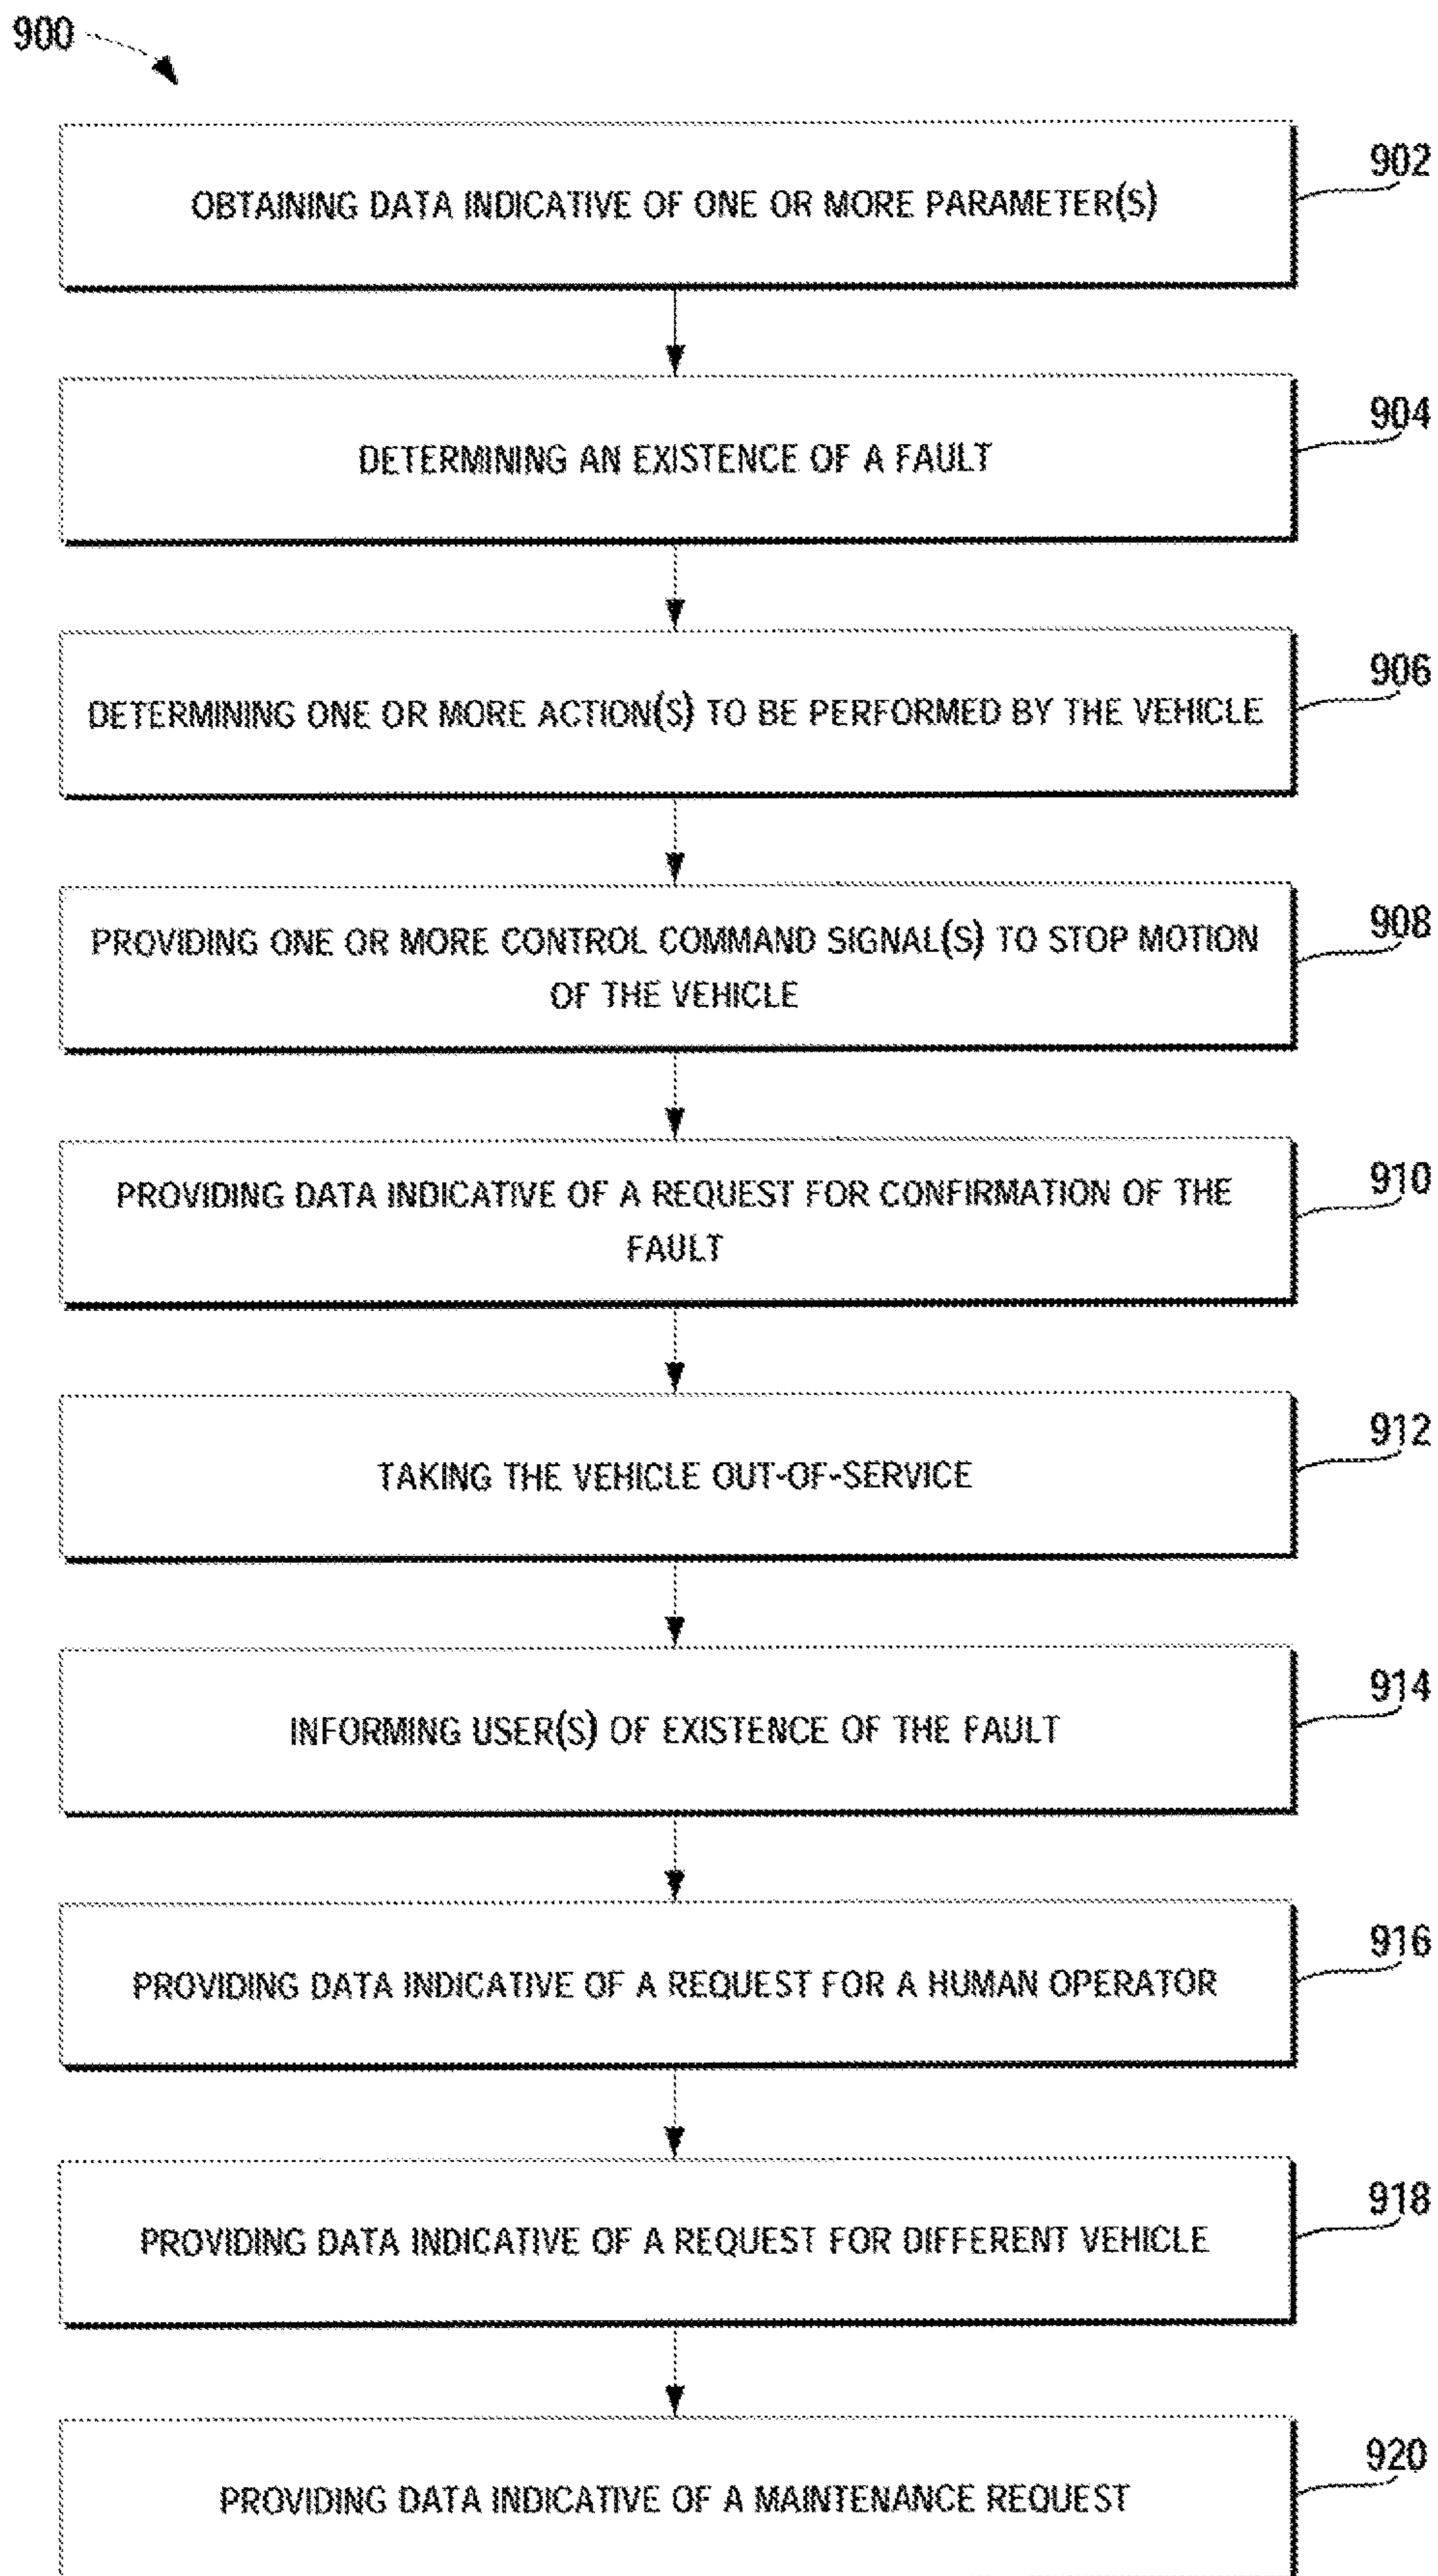 900
OBTAINING DATA INDICATIVE OF ONE OR MORE PARAMETER(S)
902
DETERMINING AN EXISTENCE OF A FAULT
904
DETERMINING ONE OR MORE ACTION(S) TO BE PERFORMED BY THE VEHICLE
906
PROVIDING ONE OR MORE CONTROL COMMAND SIGNAL(S) TO STOP MOTION
OF THE VEHICLE
908
PROVIDING DATA INDICATIVE OF A REQUEST FOR CONFIRMATION OF THE
FAULT
910
TAKING THE VEHICLE OUT-OF-SERVICE
912
INFORMING USER(S) OF EXISTENCE OF THE FAULT
914
PROVIDING DATA INDICATIVE OF A REQUEST FOR A HUMAN OPERATOR
916
PROVIDING DATA INDICATIVE OF A REQUEST FOR DIFFERENT VEHICLE
918
PROVIDING DATA INDICATIVE OF A MAINTENANCE REQUEST
920